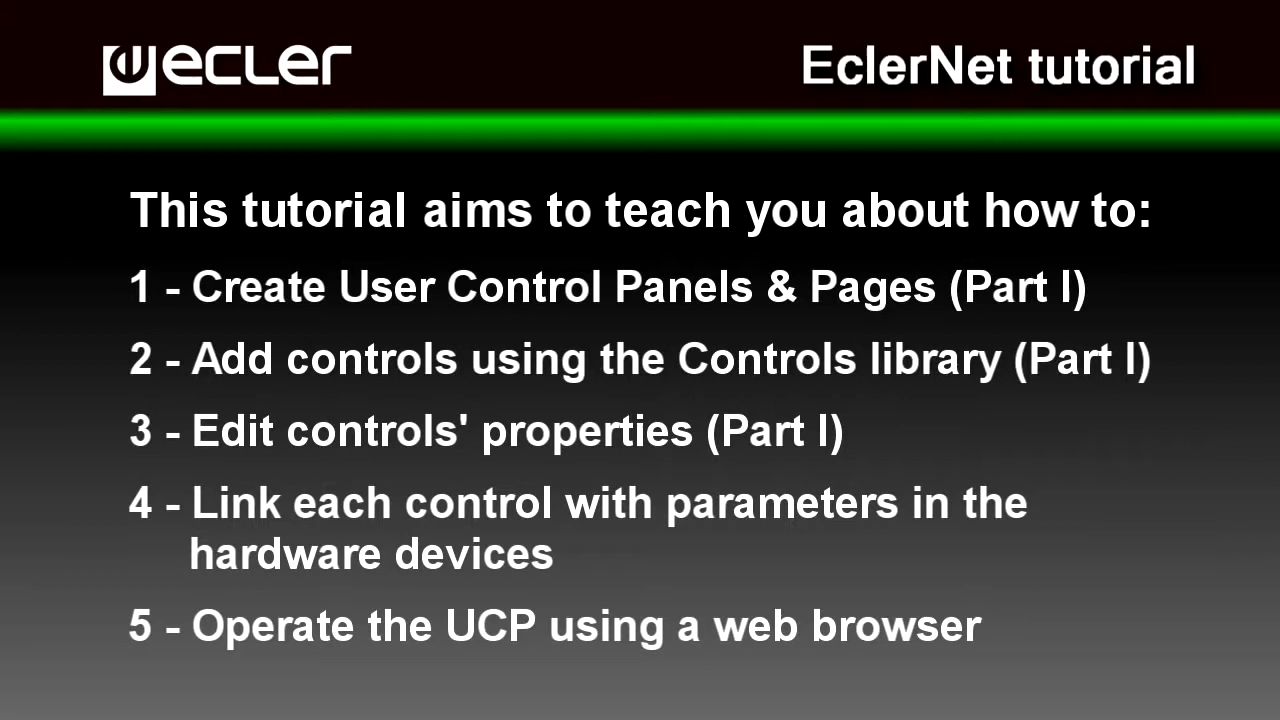 ecler
EclerNet tutorial
This tutorial aims to teach you about how to:
1 - Create User Control Panels & Pages (Part I)
2 - Add controls using the Controls library (Part I)
3 - Edit controls' properties (Part I)
4 - Link each control with parameters in the
hardware devices
5 - Operate the UCP using a web browser